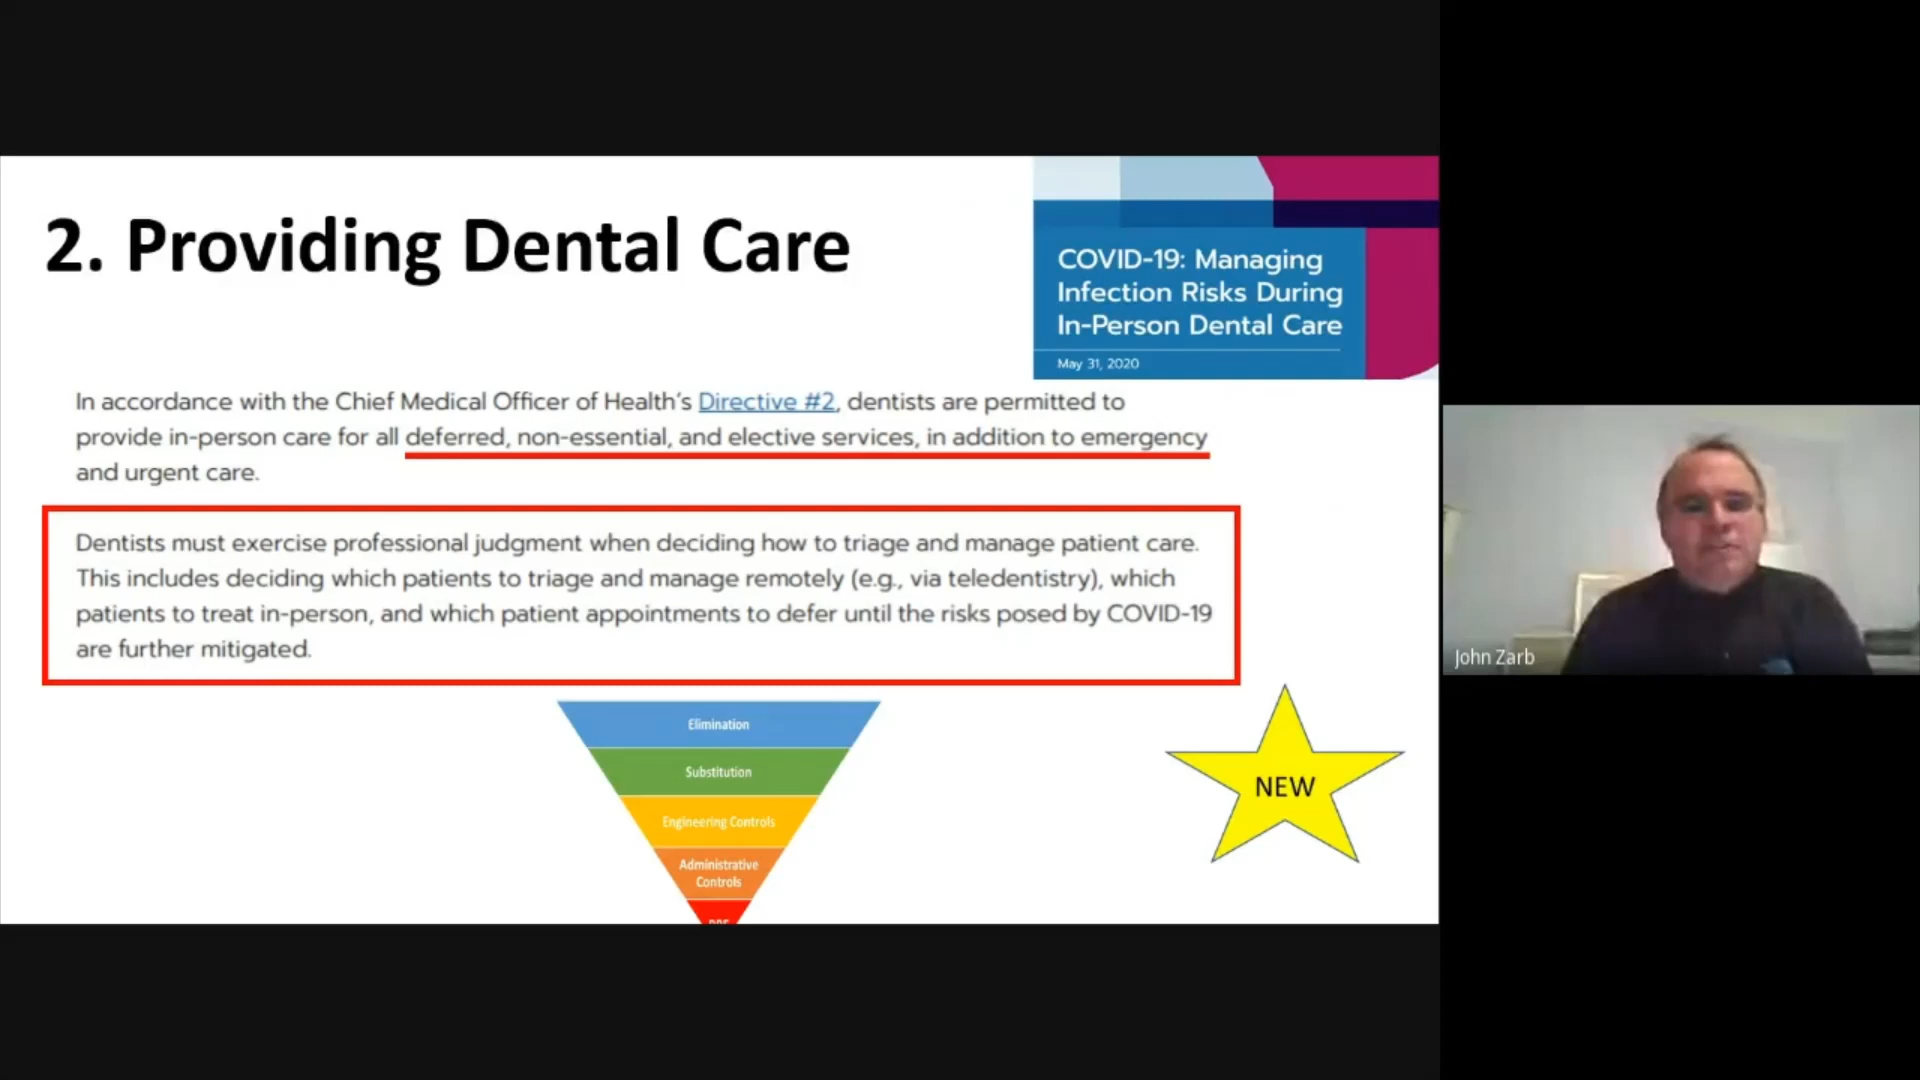 2. Providing Dental Care
COVID-19: Managing
Infection Risks During
In-Person Dental Care
May 31, 2020
In accordance with the Chief Medical Officer of Health's Directive #2, dentists are permitted to
provide in-person care for all deferred, non-essential, and elective services, in addition to emergency
and urgent care.
Dentists must exercise professional judgment when deciding how to triage and manage patient care.
This includes deciding which patients to triage and manage remotely (e.g., via teledentistry), which
patients to treat in-person, and which patient appointments to defer until the risks posed by COVID-19
are further mitigated.
Elimination
Substitution
Engineering Controls
Administrative
Controls
NEW
John Zarb